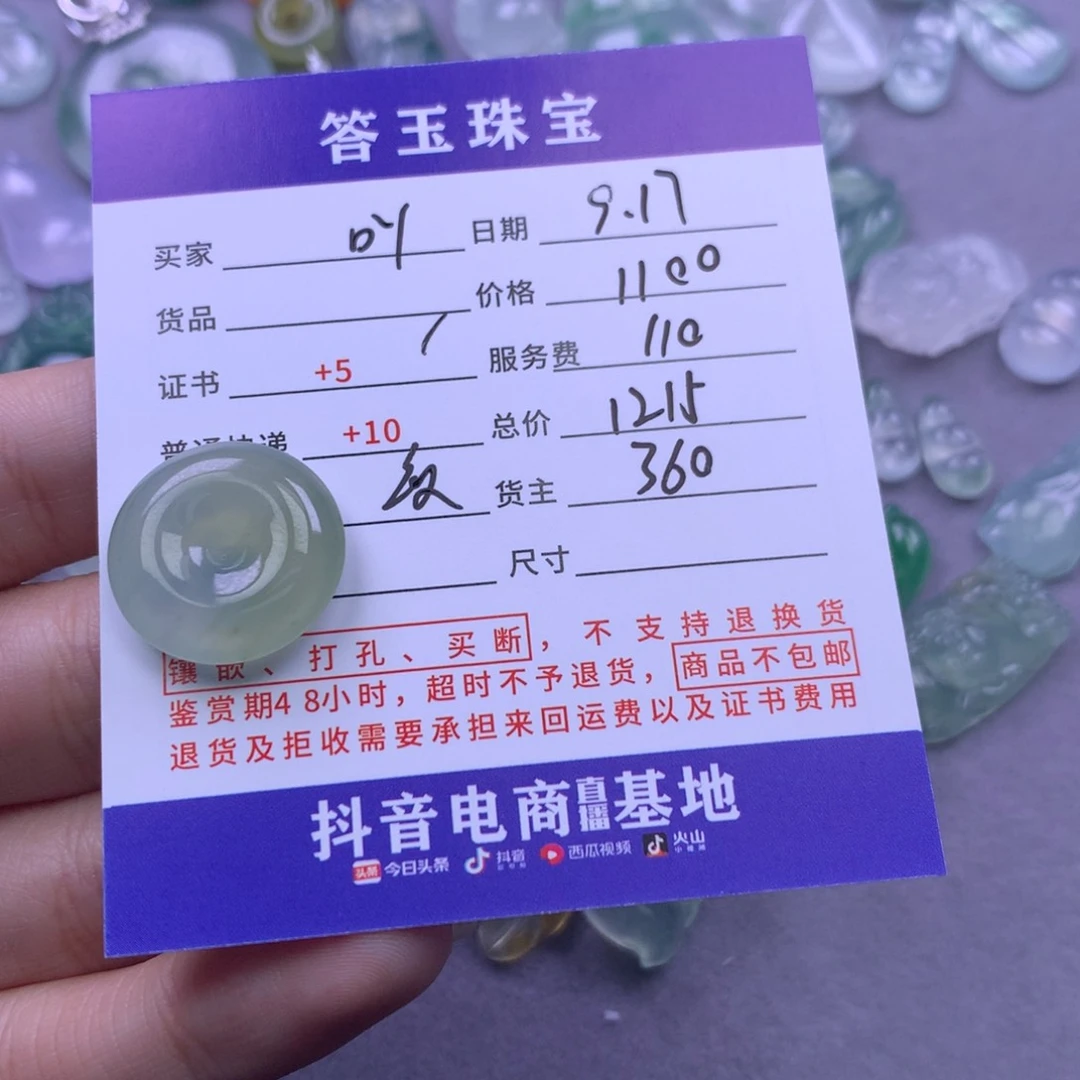 答玉珠宝
买家 叶 日期 9.17
货品 价格 1100
证书 +5 / 服务费 110
普通快递 +10 总价 1215
货主 360
尺寸
镶嵌、打孔、买断，不支持退换货
鉴赏期48小时，超时不予退货，商品不包邮
退货及拒收需要承担来回运费以及证书费用
抖音电商直播基地
头条 今日头条 抖音 西瓜视频 火山